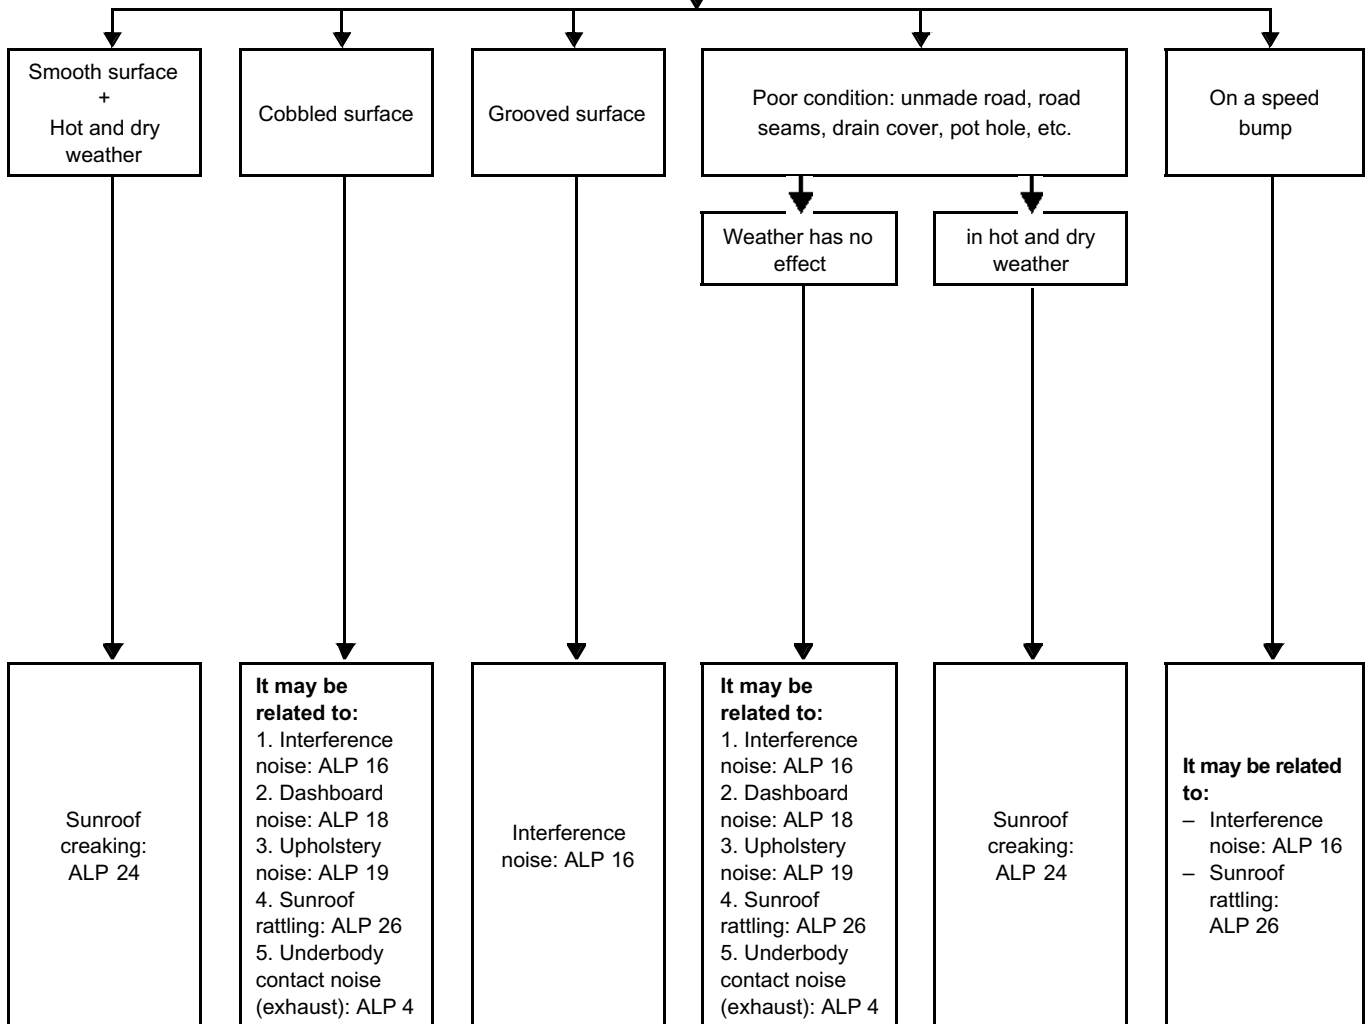 Smooth surface
+
Hot and dry
weather
Cobbled surface
Grooved surface
Poor condition: unmade road, road
seams, drain cover, pot hole, etc.
On a speed
bump
Weather has no
effect
in hot and dry
weather
Sunroof
creaking:
ALP 24
It may be
related to:
1. Interference
noise: ALP 16
2. Dashboard
noise: ALP 18
3. Upholstery
noise: ALP 19
4. Sunroof
rattling: ALP 26
5. Underbody
contact noise
(exhaust): ALP 4
Interference
noise: ALP 16
It may be
related to:
1. Interference
noise: ALP 16
2. Dashboard
noise: ALP 18
3. Upholstery
noise: ALP 19
4. Sunroof
rattling: ALP 26
5. Underbody
contact noise
(exhaust): ALP 4
Sunroof
creaking:
ALP 24
It may be related
to:
– Interference
noise: ALP 16
– Sunroof
rattling:
ALP 26